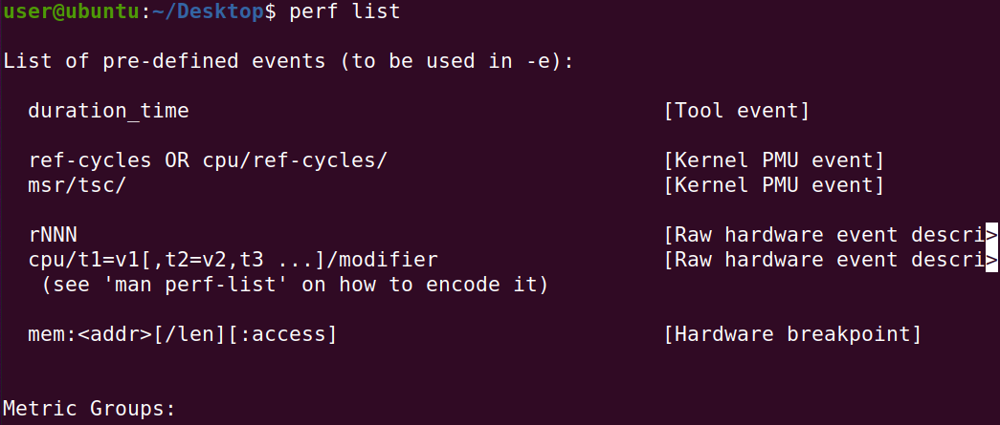 user@ubuntu:~/Desktop$ perf list
List of pre-defined events (to be used in -e):
duration_time [Tool event]
ref-cycles OR cpu/ref-cycles/ [Kernel PMU event]
msr/tsc/ [Kernel PMU event]
rNNN [Raw hardware event descri>
cpu/t1=v1[,t2=v2,t3 ...]/modifier [Raw hardware event descri>
(see 'man perf-list' on how to encode it)
mem:<addr>[/len][:access] [Hardware breakpoint]
Metric Groups: